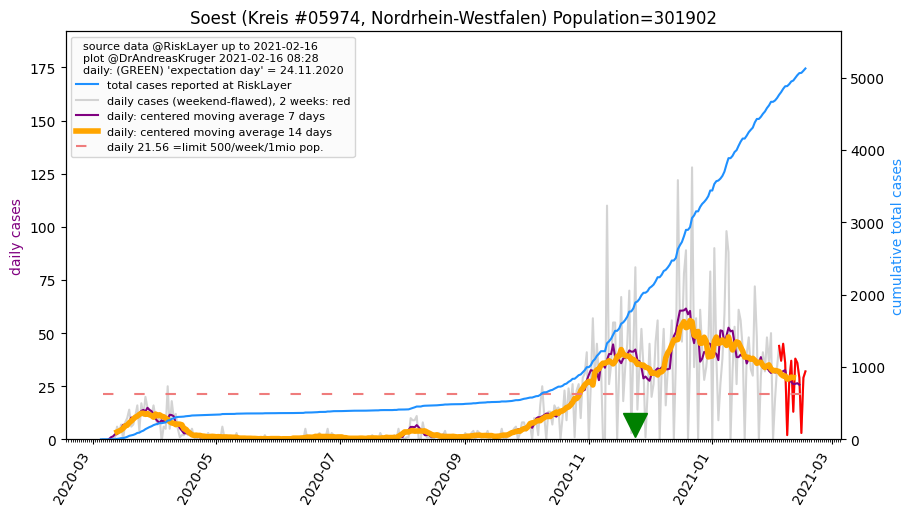 Soest (Kreis #05974, Nordrhein-Westfalen) Population=301902
source data @RiskLayer up to 2021-02-16
plot @DrAndreasKruger 2021-02-16 08:28
daily: (GREEN) 'expectation day' = 24.11.2020
total cases reported at RiskLayer
daily cases (weekend-flawed), 2 weeks: red
daily: centered moving average 7 days
daily: centered moving average 14 days
daily 21.56 =limit 500/week/1mio pop.
daily cases
175
150
125
100
75
50
25
0
cumulative total cases
5000
4000
3000
2000
1000
0
2020-03
2020-05
2020-07
2020-09
2020-11
2021-01
2021-03